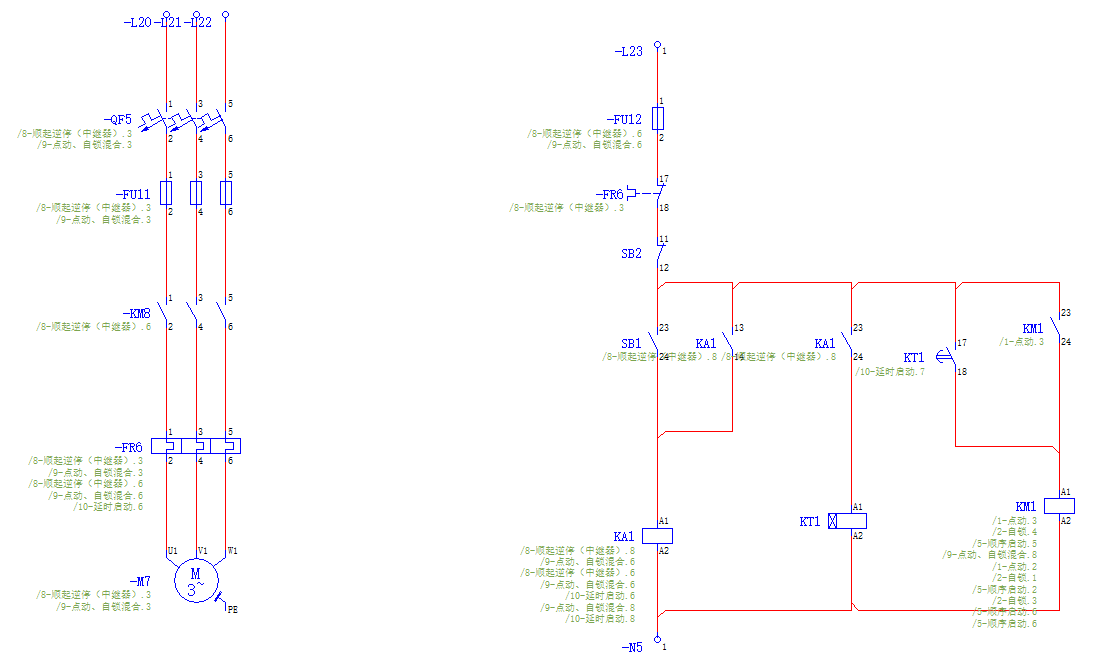 -L20-L21-L22
-QF5
1
3
5
2
4
6
/8-顺起逆停（中继器）.3
/9-点动、自锁混合.3
-FU11
1
3
5
2
4
6
/8-顺起逆停（中继器）.3
/9-点动、自锁混合.3
-KM8
1
3
5
2
4
6
/8-顺起逆停（中继器）.6
-FR6
1
3
5
2
4
6
/8-顺起逆停（中继器）.3
/9-点动、自锁混合.3
/8-顺起逆停（中继器）.6
/9-点动、自锁混合.6
/10-延时启动.6
U1
V1
W1
-M7
M
3~
PE
/8-顺起逆停（中继器）.3
/9-点动、自锁混合.3
-L23
1
-FU12
1
2
/8-顺起逆停（中继器）.6
/9-点动、自锁混合.6
-FR6
17
18
/8-顺起逆停（中继器）.3
SB2
11
12
SB1
23
24
/8-顺起逆停（中继器）.8
KA1
13
14
/8-顺起逆停（中继器）.8
KA1
23
24
KT1
17
18
/10-延时启动.7
KM1
23
24
/1-点动.3
KA1
A1
A2
/8-顺起逆停（中继器）.8
/9-点动、自锁混合.6
/8-顺起逆停（中继器）.6
/9-点动、自锁混合.6
/10-延时启动.6
/9-点动、自锁混合.8
/10-延时启动.8
KT1
A1
A2
KM1
A1
A2
/1-点动.3
/2-自锁.4
/5-顺序启动.5
/9-点动、自锁混合.8
/1-点动.2
/2-自锁.1
/5-顺序启动.2
/2-自锁.3
/5-顺序启动.6
/5-顺序启动.6
-N5
1